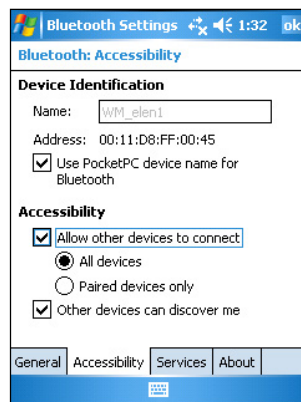 Bluetooth Settings 1:32 ok
Bluetooth: Accessibility
Device Identification
Name: WM_elen1
Address: 00:11:D8:FF:00:45
Use PocketPC device name for
Bluetooth
Accessibility
Allow other devices to connect
All devices
Paired devices only
Other devices can discover me
General Accessibility Services About